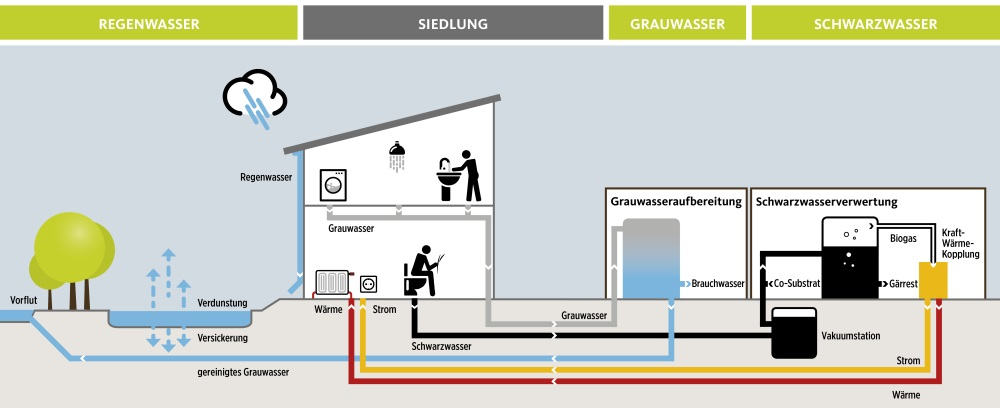 REGENWASSER
SIEDLUNG
GRAUWASSER
SCHWARZWASSER
Regenwasser
Grauwasser
Grauwasseraufbereitung
Schwarzwasserverwertung
Biogas
Kraft-
Wärme-
Kopplung
Brauchwasser
Co-Substrat
Gärrest
Vorflut
Verdunstung
Versickerung
Wärme
Strom
Grauwasser
Schwarzwasser
Vakuumstation
gereinigtes Grauwasser
Strom
Wärme